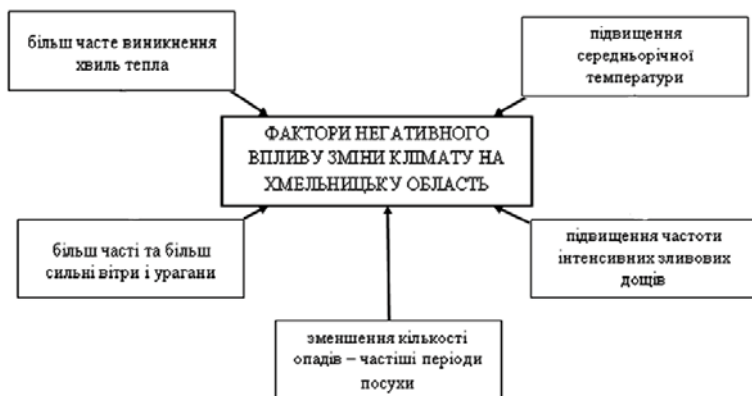 більш часте виникнення
хвиль тепла
підвищення
середньорічної
температури
ФАКТОРИ НЕГАТИВНОГО
ВПЛИВУ ЗМІНИ КЛІМАТУ НА
ХМЕЛЬНИЦЬКУ ОБЛАСТЬ
більш часті та більш
сильні вітри і урагани
підвищення частоти
інтенсивних зливових
дощів
зменшення кількості
опадів – частіші періоди
посухи